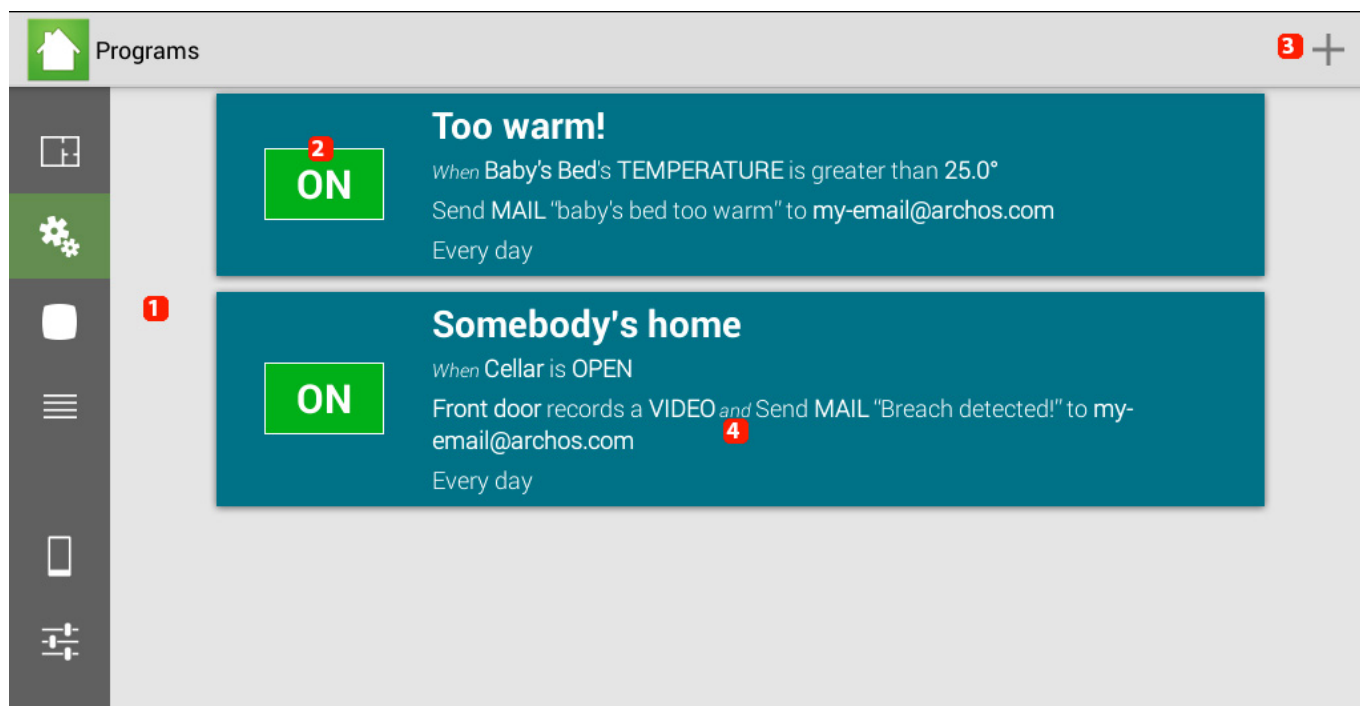 Programs
3
2
ON
Too warm!
When Baby's Bed's TEMPERATURE is greater than 25.0°
Send MAIL "baby's bed too warm" to my-email@archos.com
Every day
1
ON
Somebody's home
When Cellar is OPEN
Front door records a VIDEO and Send MAIL "Breach detected!" to my-
email@archos.com
4
Every day